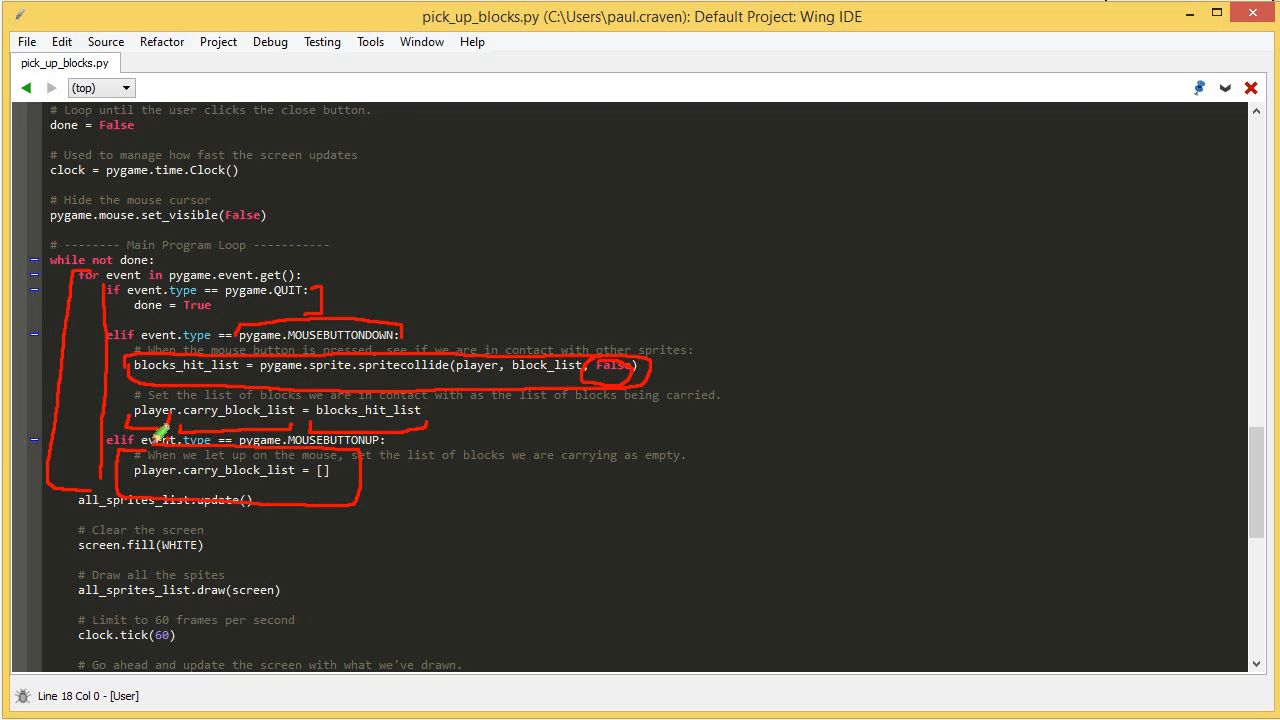 pick_up_blocks.py (C:\Users\paul.craven): Default Project: Wing IDE
File Edit Source Refactor Project Debug Testing Tools Window Help
pick_up_blocks.py
(top)
# Loop until the user clicks the close button.
done = False
# Used to manage how fast the screen updates
clock = pygame.time.Clock()
# Hide the mouse cursor
pygame.mouse.set_visible(False)
# -------- Main Program Loop -----------
while not done:
for event in pygame.event.get():
if event.type == pygame.QUIT:
done = True
elif event.type == pygame.MOUSEBUTTONDOWN:
# When the mouse button is pressed, see if we are in contact with other sprites:
blocks_hit_list = pygame.sprite.spritecollide(player, block_list, False)
# Set the list of blocks we are in contact with as the list of blocks being carried.
player.carry_block_list = blocks_hit_list
elif event.type == pygame.MOUSEBUTTONUP:
# When we let up on the mouse, set the list of blocks we are carrying as empty.
player.carry_block_list = []
all_sprites_list.update()
# Clear the screen
screen.fill(WHITE)
# Draw all the spites
all_sprites_list.draw(screen)
# Limit to 60 frames per second
clock.tick(60)
# Go ahead and update the screen with what we've drawn.
Line 18 Col 0 - [User]